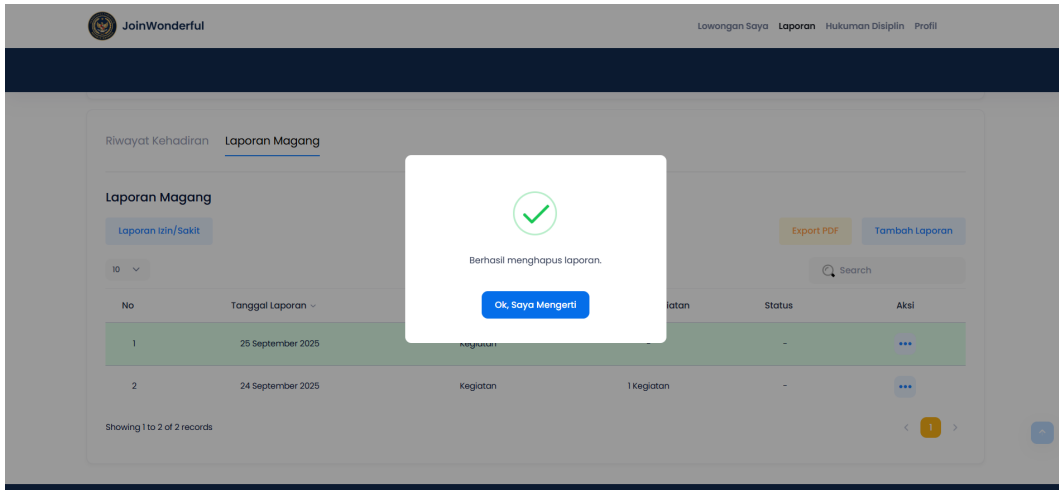 JoinWonderful
Lowongan Saya Laporan Hukuman Disiplin Profil
Riwayat Kehadiran Laporan Magang
Laporan Magang
Laporan Izin/Sakit Export PDF Tambah Laporan
10 Search
Berhasil menghapus laporan.
Ok, Saya Mengerti
No Tanggal Laporan Status Aksi
1 25 September 2025 Kegiatan - - 
2 24 September 2025 Kegiatan 1 Kegiatan -
Showing 1 to 2 of 2 records < 1 >